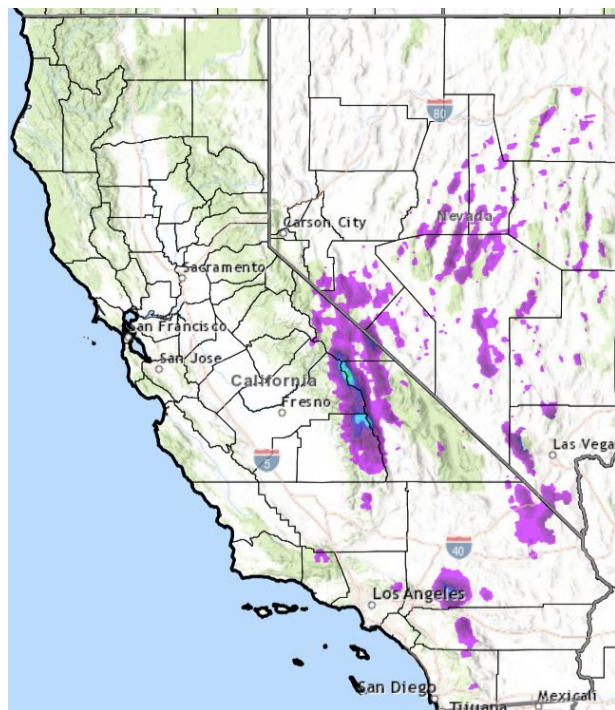 80
Nevada
Carson City
Sacramento
San Francisco
San Jose
California
Fresno
5
Las Vega
40
Los Angeles
San Diego
Mexicali
Tijuana